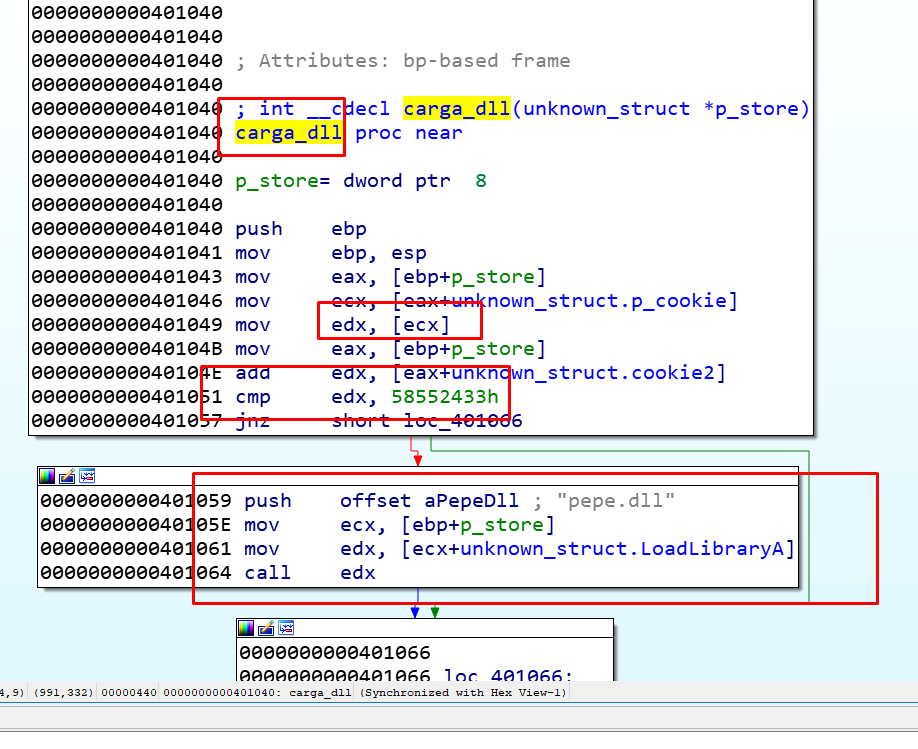 0000000000401040
0000000000401040
0000000000401040 ; Attributes: bp-based frame
0000000000401040
0000000000401040 ; int __cdecl carga_dll(unknown_struct *p_store)
0000000000401040 carga_dll proc near
0000000000401040
0000000000401040 p_store= dword ptr 8
0000000000401040
0000000000401040 push ebp
0000000000401041 mov ebp, esp
0000000000401043 mov eax, [ebp+p_store]
0000000000401046 mov ecx, [eax+unknown_struct.p_cookie]
0000000000401049 mov edx, [ecx]
000000000040104B mov eax, [ebp+p_store]
000000000040104E add edx, [eax+unknown_struct.cookie2]
0000000000401051 cmp edx, 58552433h
0000000000401057 jnz short loc_401066
0000000000401059 push offset aPepeDll ; "pepe.dll"
000000000040105E mov ecx, [ebp+p_store]
0000000000401061 mov edx, [ecx+unknown_struct.LoadLibraryA]
0000000000401064 call edx
0000000000401066
0000000000401066 loc_401066:
4,9) (991,332) 00000440 0000000000401040: carga_dll (Synchronized with Hex View-1)